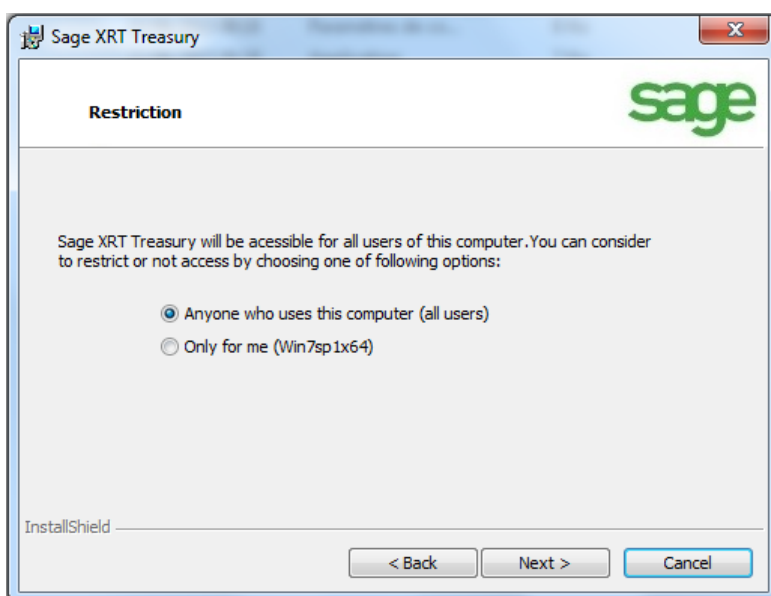 Sage XRT Treasury
Restriction
sage
Sage XRT Treasury will be acessible for all users of this computer.You can consider
to restrict or not access by choosing one of following options:
Anyone who uses this computer (all users)
Only for me (Win7sp1x64)
InstallShield
< Back
Next >
Cancel